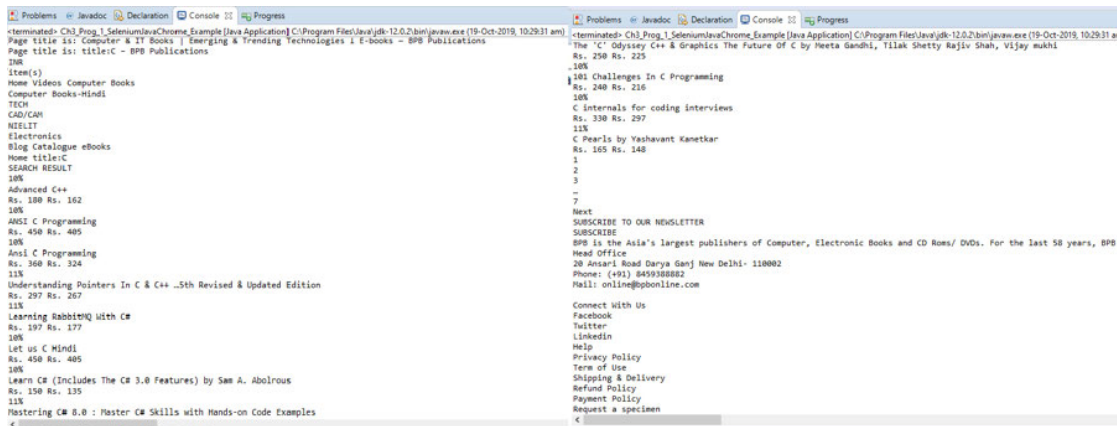 Problems Javadoc Declaration Console Progress
<terminated> Ch3_Prog_1_SeleniumJavaChrome_Example [Java Application] C:\Program Files\Java\jdk-12.0.2\bin\javaw.exe (19-Oct-2019, 10:29:31 am)
Page title is: Computer & IT Books | Emerging & Trending Technologies i E-books – BPB Publications
Page title is: title:C - BPB Publications
INR
item(s)
Home Videos Computer Books
Computer Books-Hindi
TECH
CAD/CAM
NIELIT
Electronics
Blog Catalogue eBooks
Home title:C
SEARCH RESULT
10%
Advanced C++
Rs. 180 Rs. 162
10%
ANSI C Programming
Rs. 450 Rs. 405
10%
Ansi C Programming
Rs. 360 Rs. 324
11%
Understanding Pointers In C & C++ …5th Revised & Updated Edition
Rs. 297 Rs. 267
11%
Learning RabbitMQ With C#
Rs. 197 Rs. 177
10%
Let us C Hindi
Rs. 450 Rs. 405
10%
Learn C# (Includes The C# 3.0 Features) by Sam A. Abolrous
Rs. 150 Rs. 135
11%
Mastering C# 8.0 : Master C# Skills with Hands-on Code Examples
Problems Javadoc Declaration Console Progress
<terminated> Ch3_Prog_1_SeleniumJavaChrome_Example [Java Application] C:\Program Files\Java\jdk-12.0.2\bin\javaw.exe (19-Oct-2019, 10:29:31 a
The 'C' Odyssey C++ & Graphics The Future Of C by Meeta Gandhi, Tilak Shetty Rajiv Shah, Vijay mukhi
Rs. 250 Rs. 225
10%
101 Challenges In C Programming
Rs. 240 Rs. 216
10%
C internals for coding interviews
Rs. 330 Rs. 297
11%
C Pearls by Yashavant Kanetkar
Rs. 165 Rs. 148
1
2
3
…
7
Next
SUBSCRIBE TO OUR NEWSLETTER
SUBSCRIBE
BPB is the Asia's largest publishers of Computer, Electronic Books and CD Roms/ DVDs. For the last 58 years, BPB
Head Office
20 Ansari Road Darya Ganj New Delhi- 110002
Phone: (+91) 8459388882
Mail: online@bpbonline.com
Connect With Us
Facebook
Twitter
Linkedin
Help
Privacy Policy
Term of Use
Shipping & Delivery
Refund Policy
Payment Policy
Request a specimen